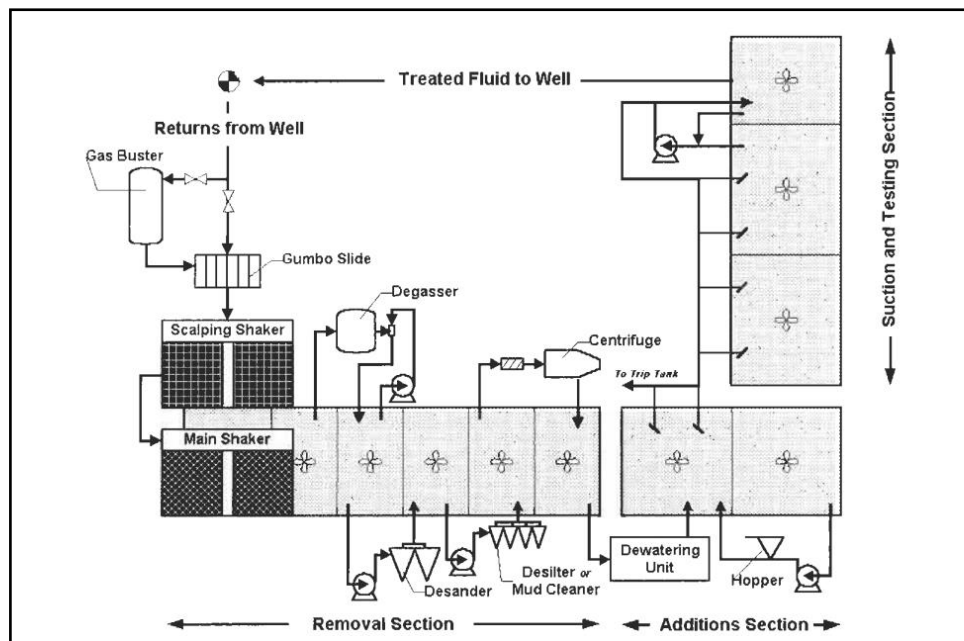 Treated Fluid to Well
Returns from Well
Gas Buster
Gumbo Slide
Scalping Shaker
Degasser
Centrifuge
To Trip Tank
Main Shaker
Desander
Desilter or
Mud Cleaner
Dewatering
Unit
Hopper
Removal Section
Additions Section
Suction and Testing Section